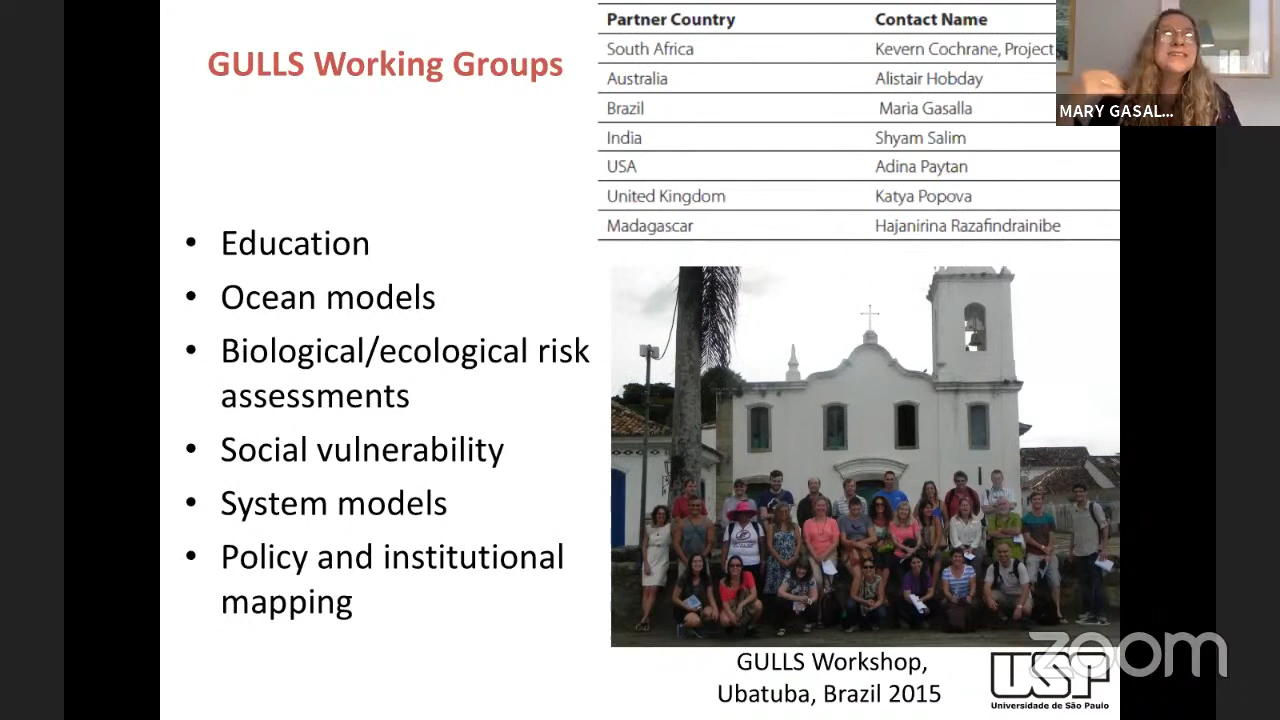 GULLS Working Groups
Partner Country Contact Name
South Africa Kevern Cochrane, Project
Australia Alistair Hobday
Brazil Maria Gasalla
India Shyam Salim
USA Adina Paytan
United Kingdom Katya Popova
Madagascar Hajanirina Razafindrainibe
MARY GASAL...
• Education
• Ocean models
• Biological/ecological risk
assessments
• Social vulnerability
• System models
• Policy and institutional
mapping
GULLS Workshop,
Ubatuba, Brazil 2015
USP
Universidade de São Paulo
zoom